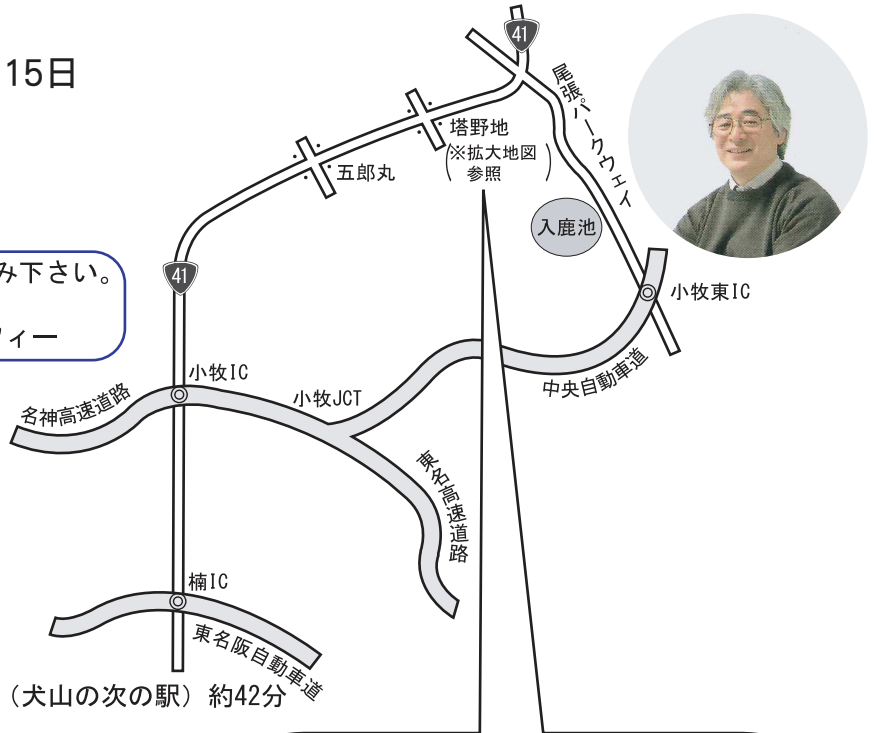 15日
41
尾張パークウェイ
塔野地
(※拡大地図
参照)
五郎丸
入鹿池
み下さい。
41
小牧東IC
ィー
小牧IC
小牧JCT
中央自動車道
名神高速道路
東名高速道路
楠IC
東名阪自動車道
(犬山の次の駅) 約42分